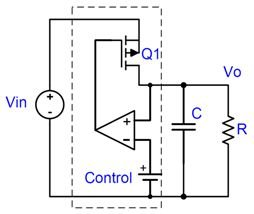 Q1
Vo
Vin
+
-
+
-
C
R
Control
+